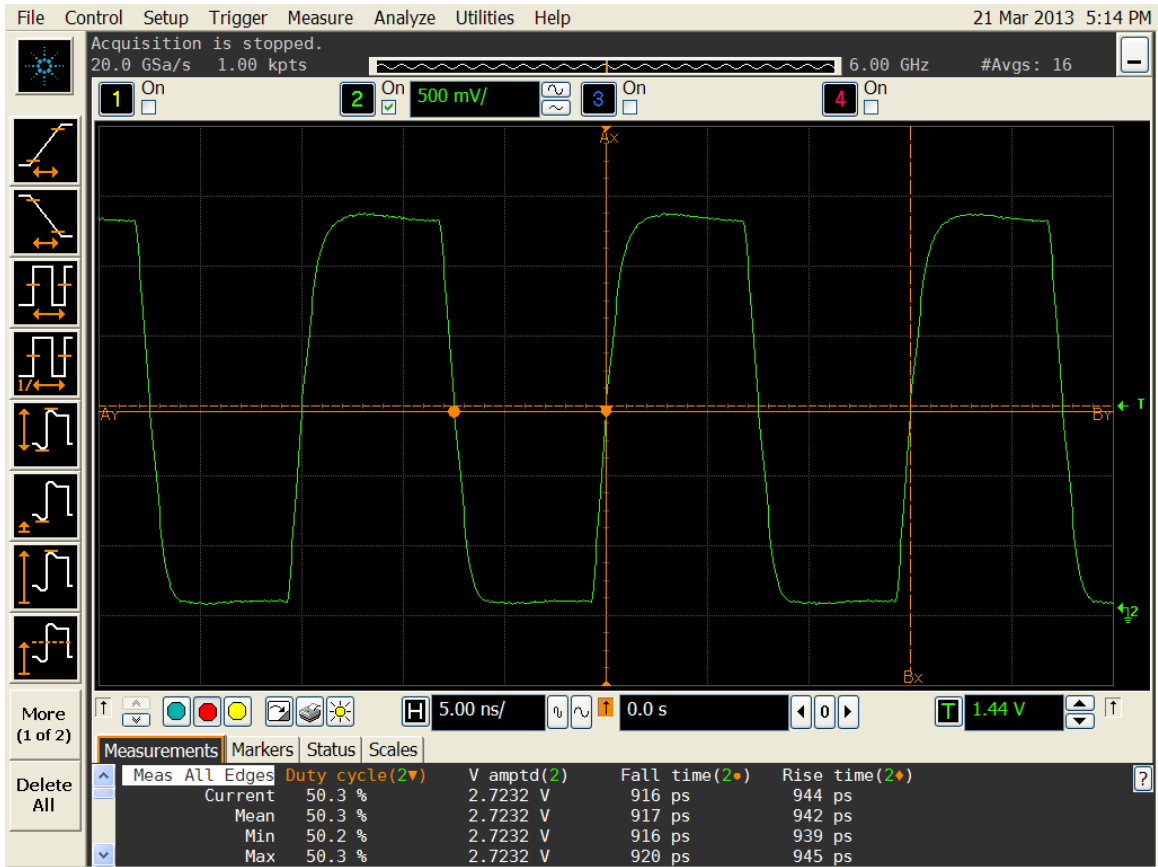 File Control Setup Trigger Measure Analyze Utilities Help 21 Mar 2013 5:14 PM
Acquisition is stopped.
20.0 GSa/s 1.00 kpts 6.00 GHz #Avgs: 16
1 On 2 On 500 mV/ 3 On 4 On
Ax
T
AY BY
2
Bx
1/
More
(1 of 2)
Delete
All
H 5.00 ns/ 0.0 s 0 T 1.44 V
Measurements Markers Status Scales
Meas All Edges Duty cycle(2▼) V amptd(2) Fall time(2●) Rise time(2♦) ?
Current 50.3 % 2.7232 V 916 ps 944 ps
Mean 50.3 % 2.7232 V 917 ps 942 ps
Min 50.2 % 2.7232 V 916 ps 939 ps
Max 50.3 % 2.7232 V 920 ps 945 ps